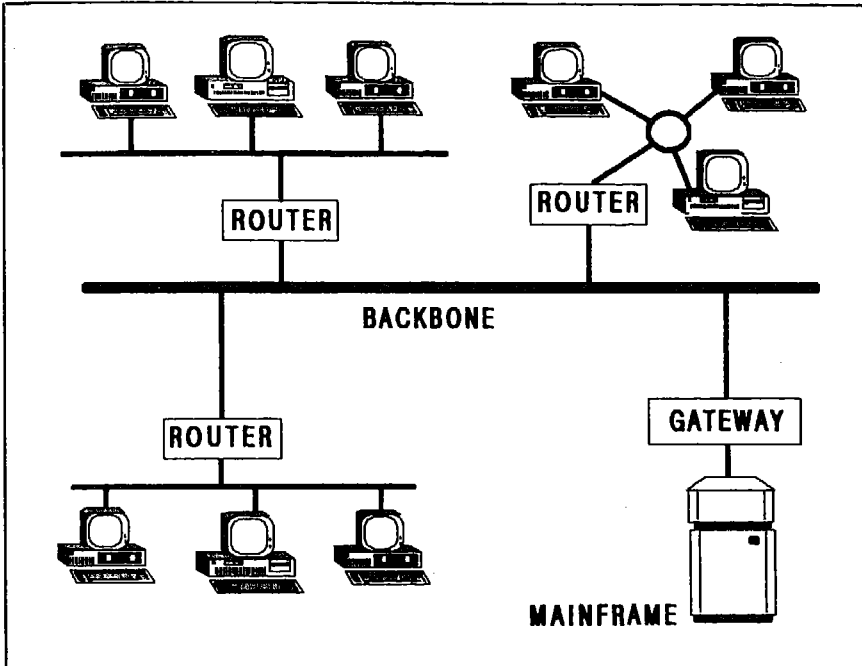 ROUTER
ROUTER
BACKBONE
ROUTER
GATEWAY
MAINFRAME